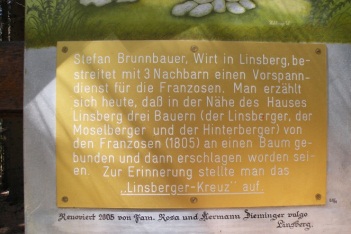 Stefan Brunnbauer, Wirt in Linsberg, be-
streitet mit 3 Nachbarn einen Vorspann-
dienst für die Franzosen. Man erzählt
sich heute, daß in der Nähe des Hauses
Linsberg drei Bauern (der Linsberger, der
Moselberger und der Hinterberger) von
den Franzosen (1805) an einen Baum ge-
bunden und dann erschlagen worden sei-
en. Zur Erinnerung stellte man das
„Linsberger-Kreuz" auf.
Renoviert 2005 von Fam. Rosa und Hermann Sieminger vulgo
Linsberg.